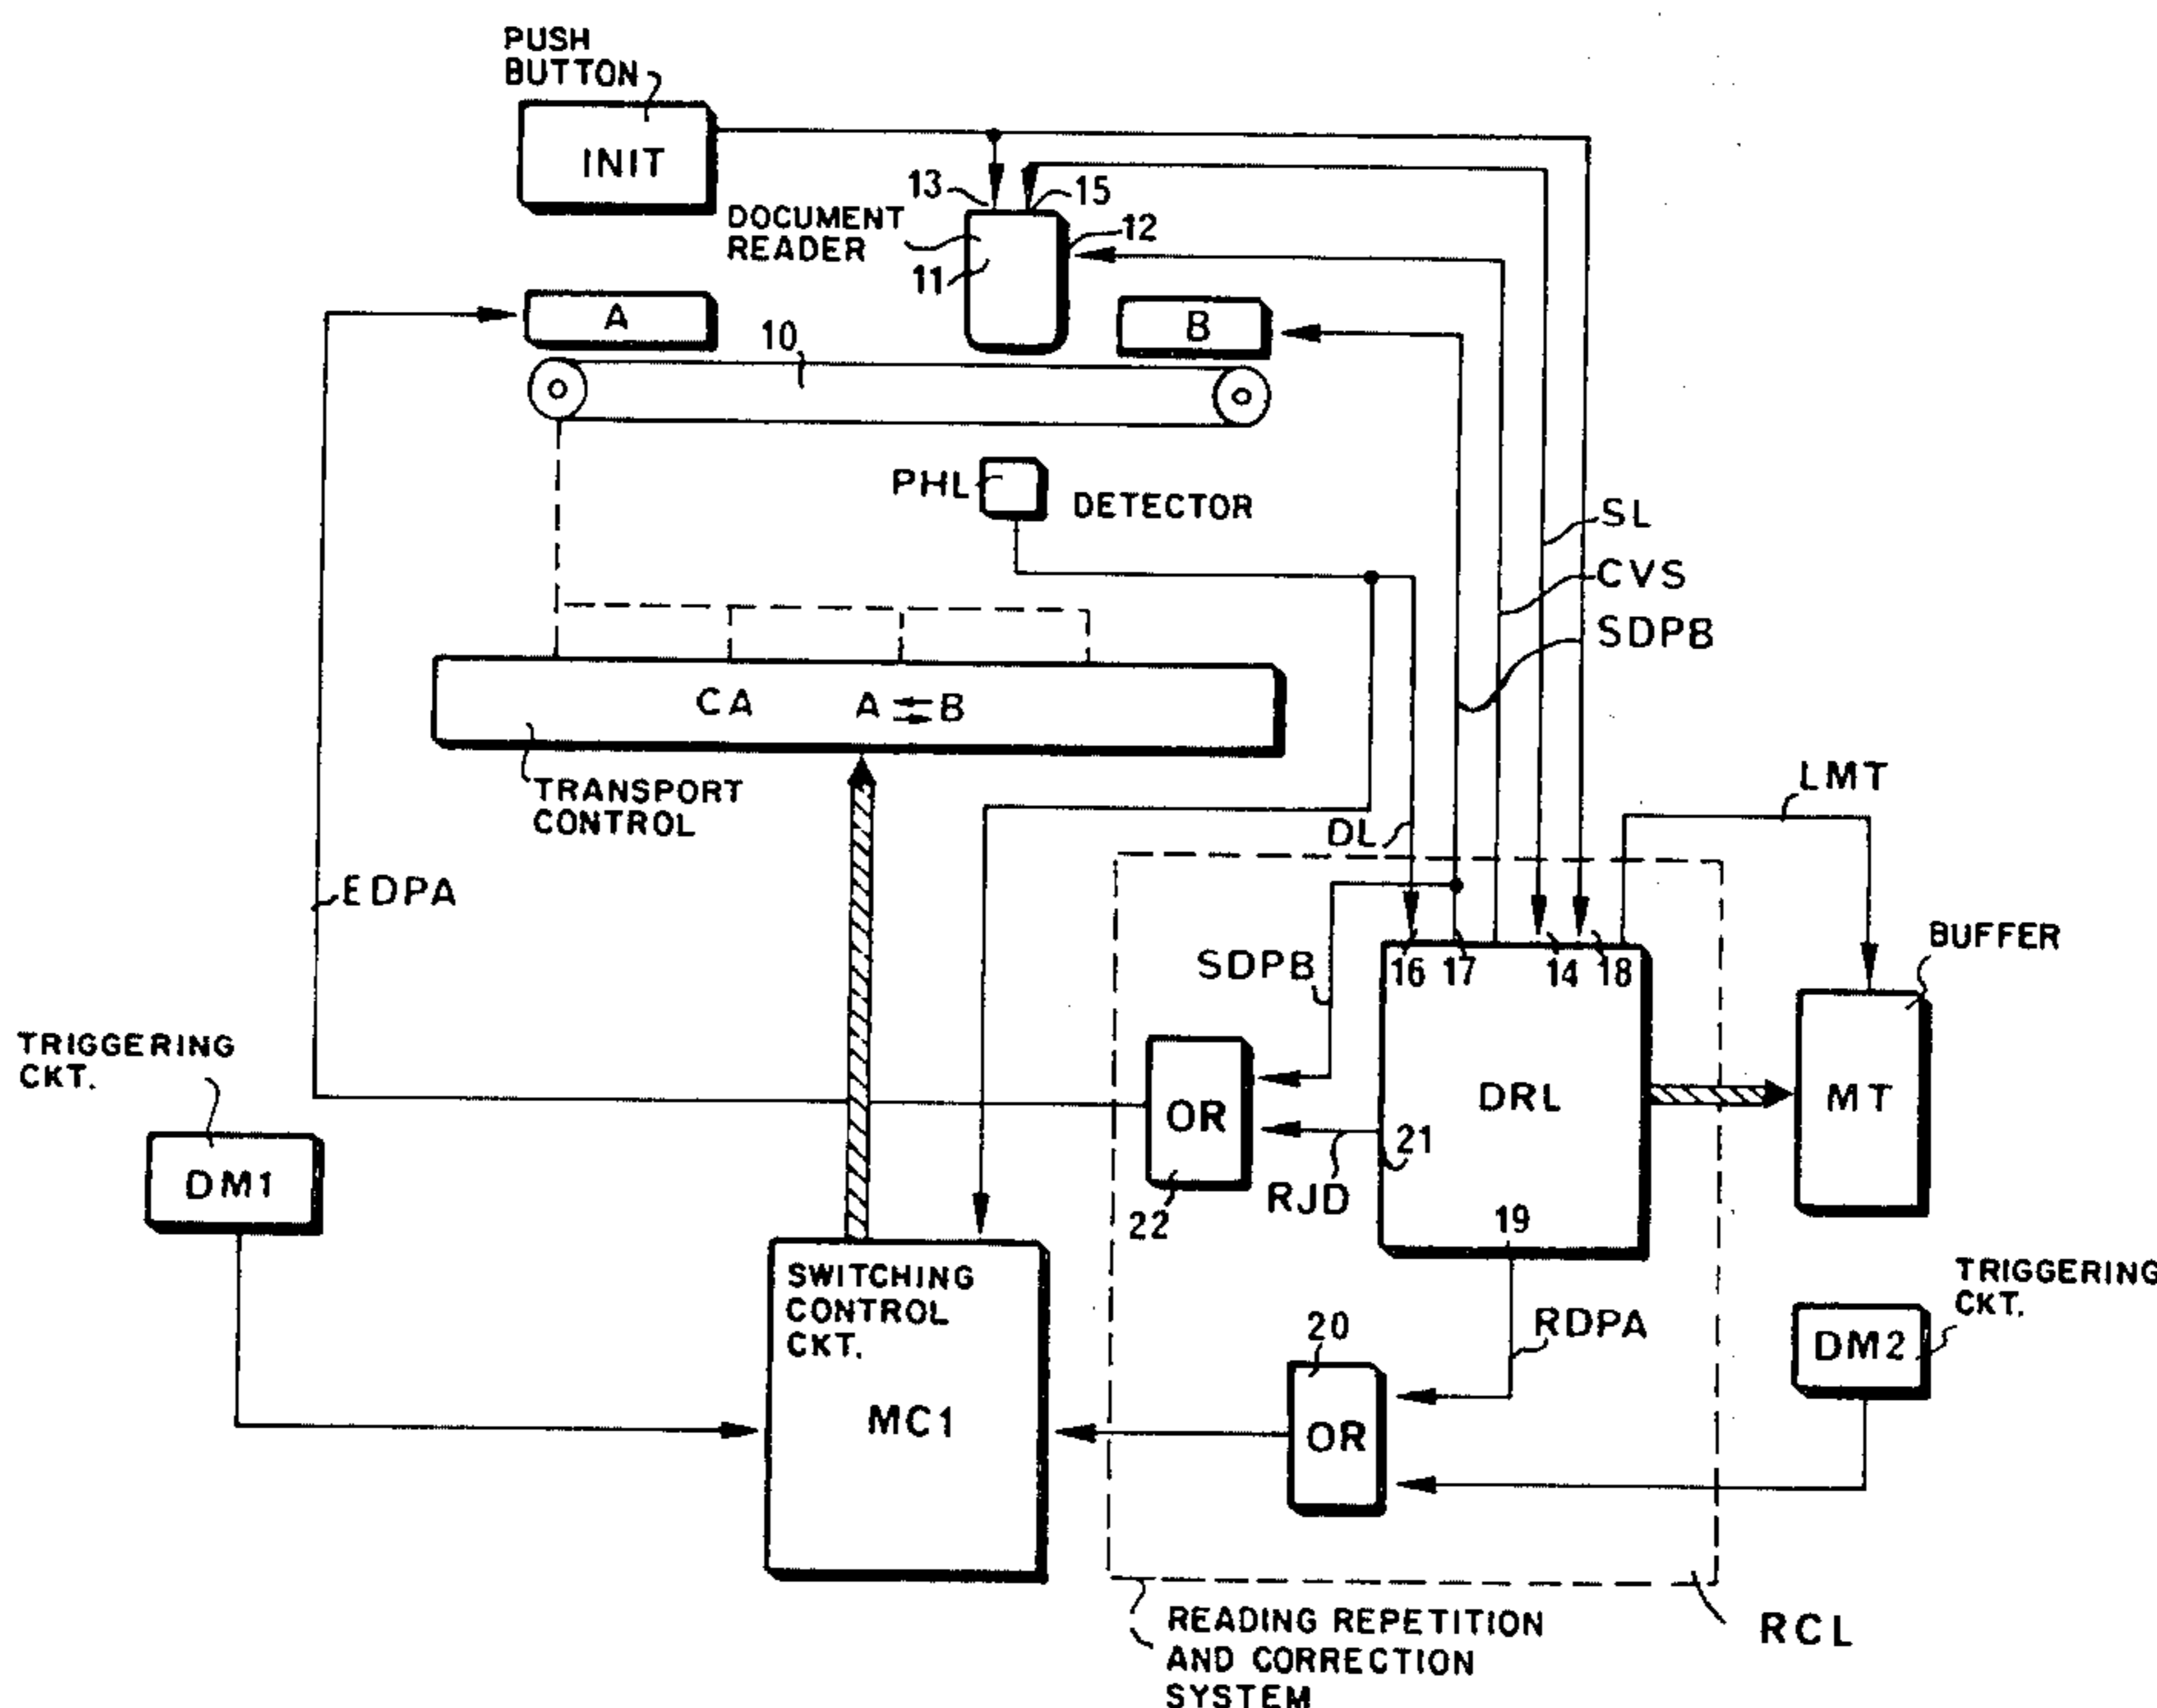 PUSH
BUTTON
INIT
13
15
DOCUMENT
READER
12
11
A
B
10
PHL
DETECTOR
SL
CVS
SDPB
CA A B
TRANSPORT
CONTROL
LMT
DL
EDPA
BUFFER
SDPB
16 17 14 18
TRIGGERING
CKT.
OR
DRL
MT
21
DM1
RJD
22
19
SWITCHING
CONTROL
CKT.
TRIGGERING
CKT.
20
RDPA
DM2
MC1
OR
READING REPETITION
AND CORRECTION
SYSTEM
RCL